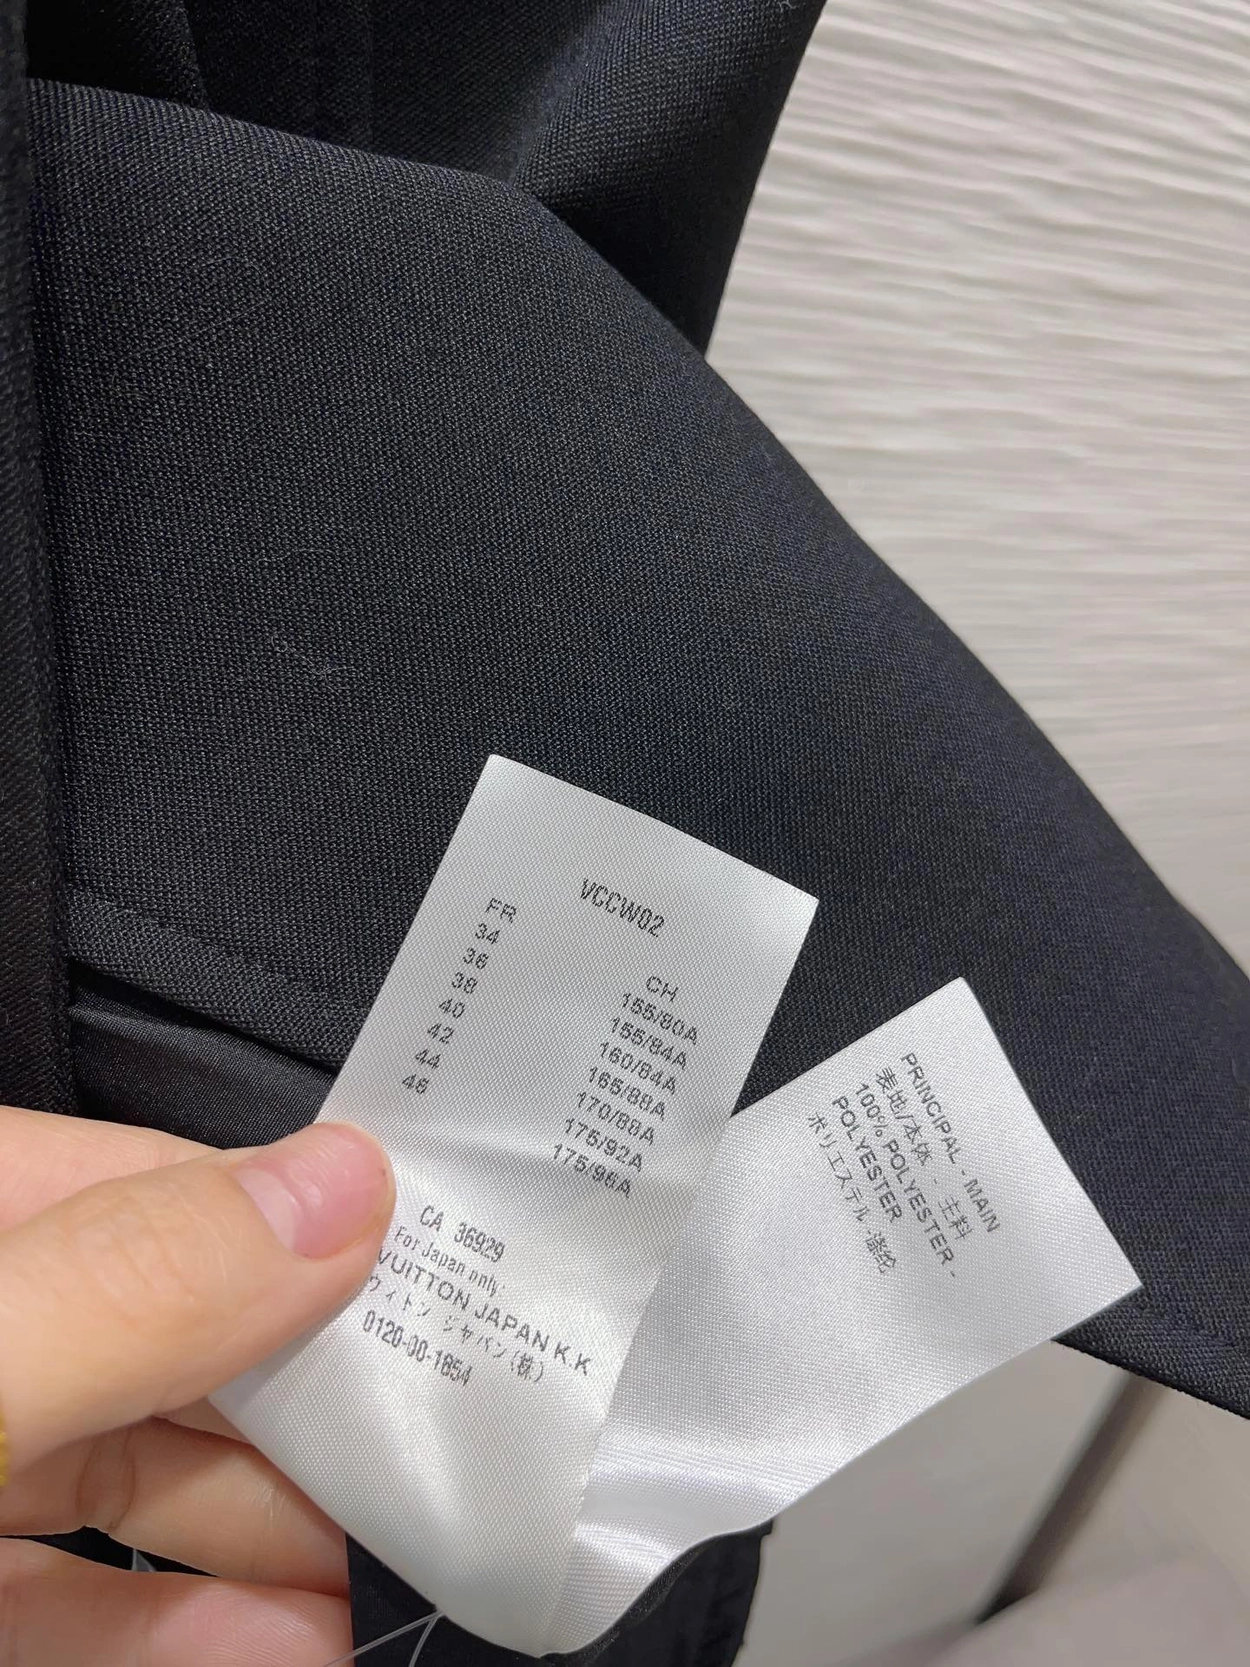 VCCW02
FR
34
36
38
40
42
44
46
CH
155/80A
155/84A
160/84A
165/88A
170/88A
175/92A
175/96A
CA 36929
For Japan only:
VUITTON JAPAN K.K
ウィトン ジャパン(株)
0120-00-1854
PRINCIPAL - MAIN
表地/本体 - 主料
100% POLYESTER -
POLYESTER
ポリエステル-涤纶